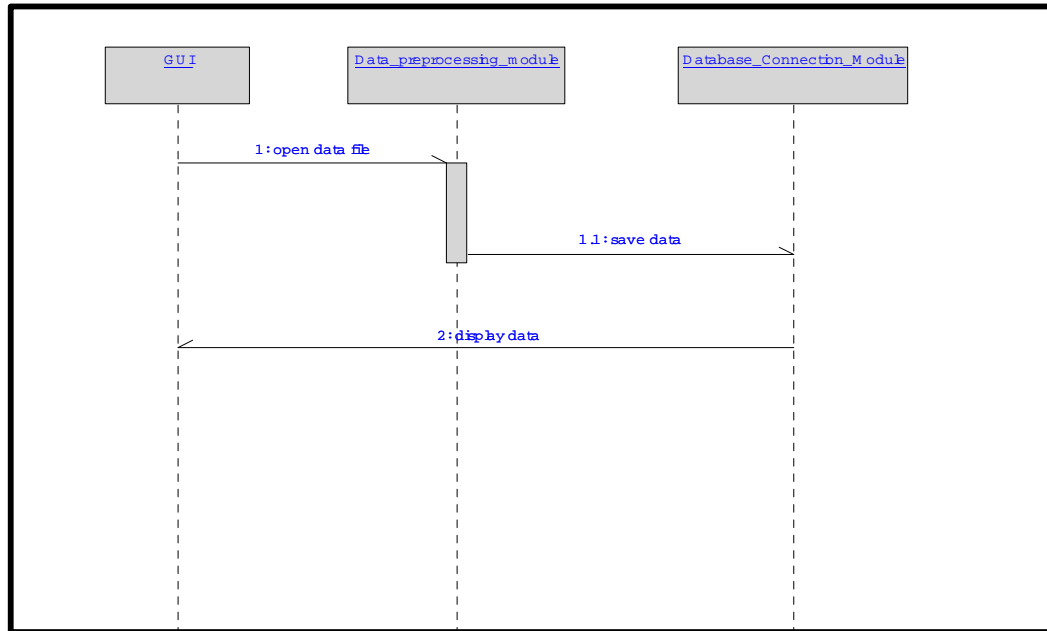 GUI
Data_preprocessing_module
Database_Connection_Module
1:open data file
1.1:save data
2:display data